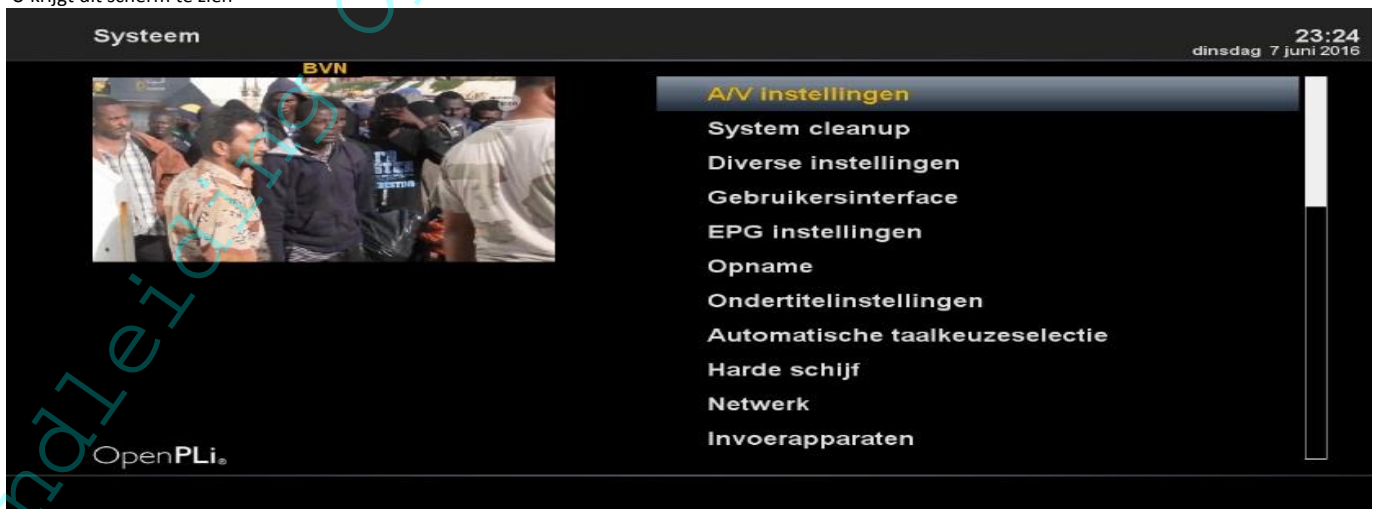 U krijgt dit scherm te zien
Systeem
23:24
dinsdag 7 juni 2016
BVN
A/V instellingen
System cleanup
Diverse instellingen
Gebruikersinterface
EPG instellingen
Opname
Ondertitelinstellingen
Automatische taalkeuzeselectie
Harde schijf
Netwerk
Invoerapparaten
OpenPLi®
ndleiding